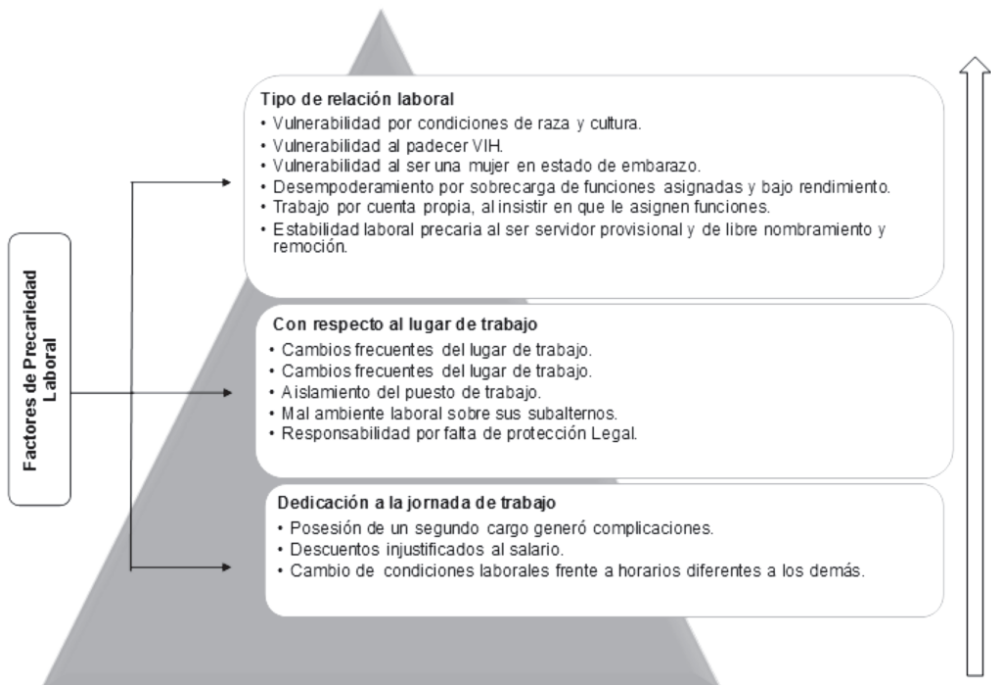 Factores de Precariedad
Laboral
Tipo de relación laboral
• Vulnerabilidad por condiciones de raza y cultura.
• Vulnerabilidad al padecer VIH.
• Vulnerabilidad al ser una mujer en estado de embarazo.
• Desempoderamiento por sobrecarga de funciones asignadas y bajo rendimiento.
• Trabajo por cuenta propia, al insistir en que le asignen funciones.
• Estabilidad laboral precaria al ser servidor provisional y de libre nombramiento y
remoción.
Con respecto al lugar de trabajo
• Cambios frecuentes del lugar de trabajo.
• Cambios frecuentes del lugar de trabajo.
• Aislamiento del puesto de trabajo.
• Mal ambiente laboral sobre sus subalternos.
• Responsabilidad por falta de protección Legal.
Dedicación a la jornada de trabajo
• Posesión de un segundo cargo generó complicaciones.
• Descuentos injustificados al salario.
• Cambio de condiciones laborales frente a horarios diferentes a los demás.